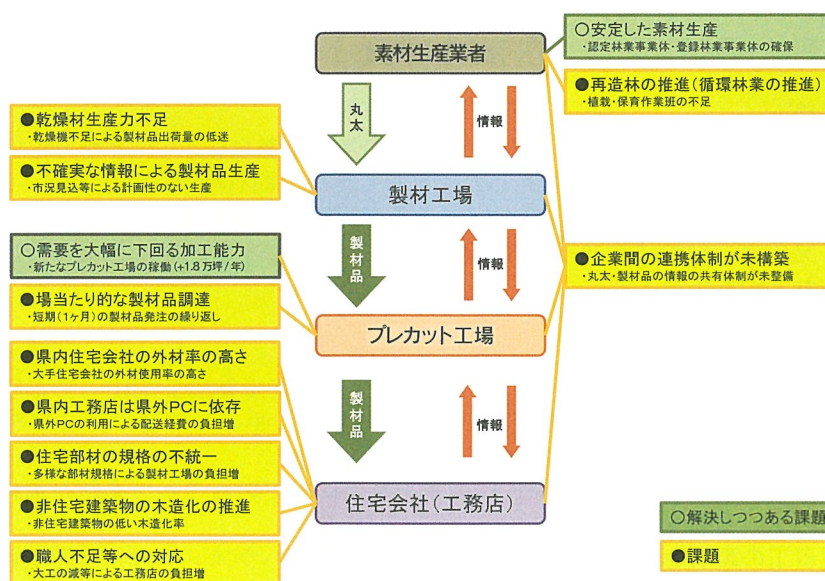 素材生産業者
○安定した素材生産
・認定林業事業体・登録林業事業体の確保
●再造林の推進(循環林業の推進)
・植栽・保育作業班の不足
丸太
情報
●乾燥材生産力不足
・乾燥機不足による製材品出荷量の低迷
●不確実な情報による製材品生産
・市況見込等による計画性のない生産
製材工場
○需要を大幅に下回る加工能力
・新たなプレカット工場の稼働(+1.8万坪/年)
●場当たり的な製材品調達
・短期(1ヶ月)の製材品発注の繰り返し
製材品
情報
●企業間の連携体制が未構築
・丸太・製材品の情報の共有体制が未整備
プレカット工場
●県内住宅会社の外材率の高さ
・大手住宅会社の外材使用率の高さ
●県内工務店は県外PCに依存
・県外PCの利用による配送経費の負担増
●住宅部材の規格の不統一
・多様な部材規格による製材工場の負担増
●非住宅建築物の木造化の推進
・非住宅建築物の低い木造化率
●職人不足等への対応
・大工の減等による工務店の負担増
製材品
情報
住宅会社(工務店)
○解決しつつある課題
●課題